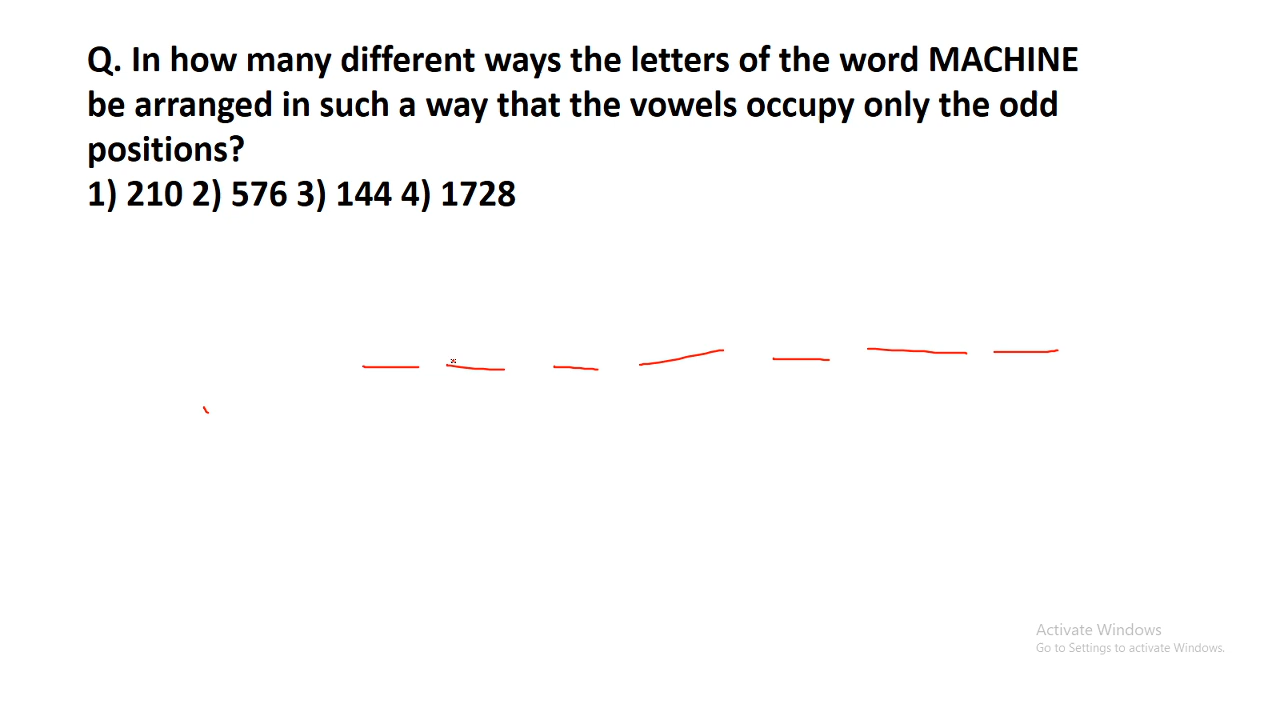 Q. In how many different ways the letters of the word MACHINE
be arranged in such a way that the vowels occupy only the odd
positions?
1) 210 2) 576 3) 144 4) 1728
Activate Windows
Go to Settings to activate Windows.